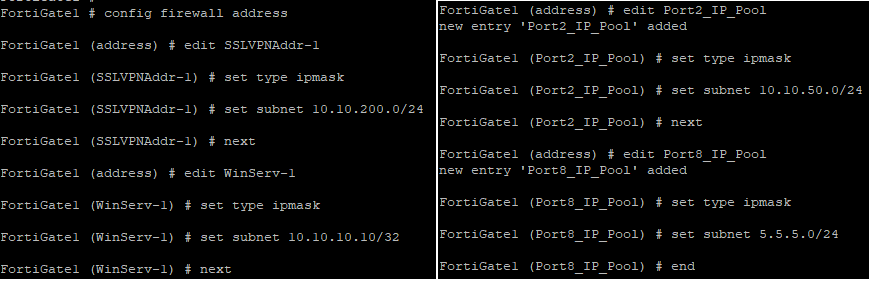 FortiGate1 # config firewall address
FortiGate1 (address) # edit SSLVPNAddr-1
FortiGate1 (SSLVPNAddr-1) # set type ipmask
FortiGate1 (SSLVPNAddr-1) # set subnet 10.10.200.0/24
FortiGate1 (SSLVPNAddr-1) # next
FortiGate1 (address) # edit WinServ-1
FortiGate1 (WinServ-1) # set type ipmask
FortiGate1 (WinServ-1) # set subnet 10.10.10.10/32
FortiGate1 (WinServ-1) # next
FortiGate1 (address) # edit Port2_IP_Pool
new entry 'Port2_IP_Pool' added
FortiGate1 (Port2_IP_Pool) # set type ipmask
FortiGate1 (Port2_IP_Pool) # set subnet 10.10.50.0/24
FortiGate1 (Port2_IP_Pool) # next
FortiGate1 (address) # edit Port8_IP_Pool
new entry 'Port8_IP_Pool' added
FortiGate1 (Port8_IP_Pool) # set type ipmask
FortiGate1 (Port8_IP_Pool) # set subnet 5.5.5.0/24
FortiGate1 (Port8_IP_Pool) # end